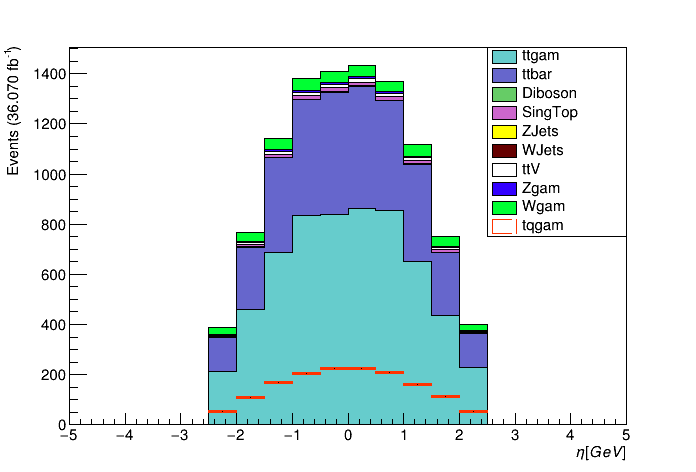 Events (36.070 fb⁻¹)
1400
1200
1000
800
600
400
200
0
−5
−4
−3
−2
−1
0
1
2
3
4
5
η[GeV]
ttgam
ttbar
Diboson
SingTop
ZJets
WJets
ttV
Zgam
Wgam
tqgam